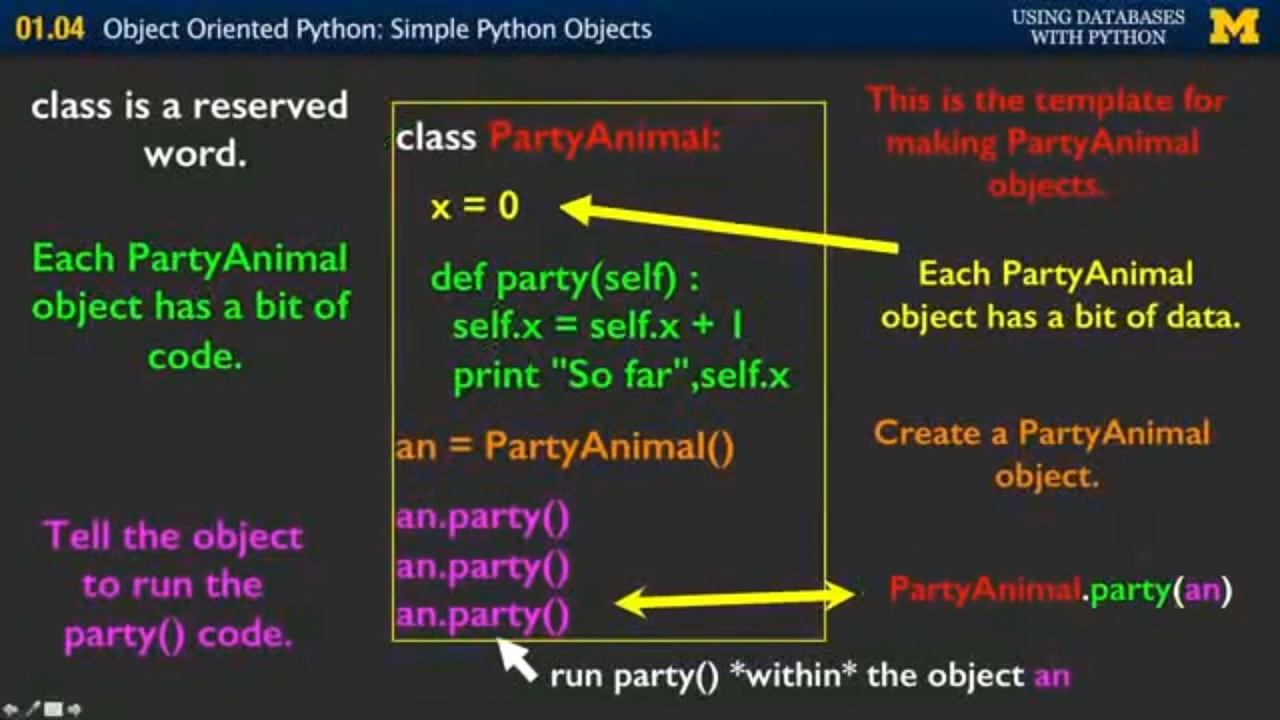 01.04 Object Oriented Python: Simple Python Objects
USING DATABASES
WITH PYTHON
M
class is a reserved
word.
Each PartyAnimal
object has a bit of
code.
Tell the object
to run the
party() code.
class PartyAnimal:
x = 0
def party(self) :
self.x = self.x + 1
print "So far",self.x
an = PartyAnimal()
an.party()
an.party()
an.party()
This is the template for
making PartyAnimal
objects.
Each PartyAnimal
object has a bit of data.
Create a PartyAnimal
object.
PartyAnimal.party(an)
run party() *within* the object an